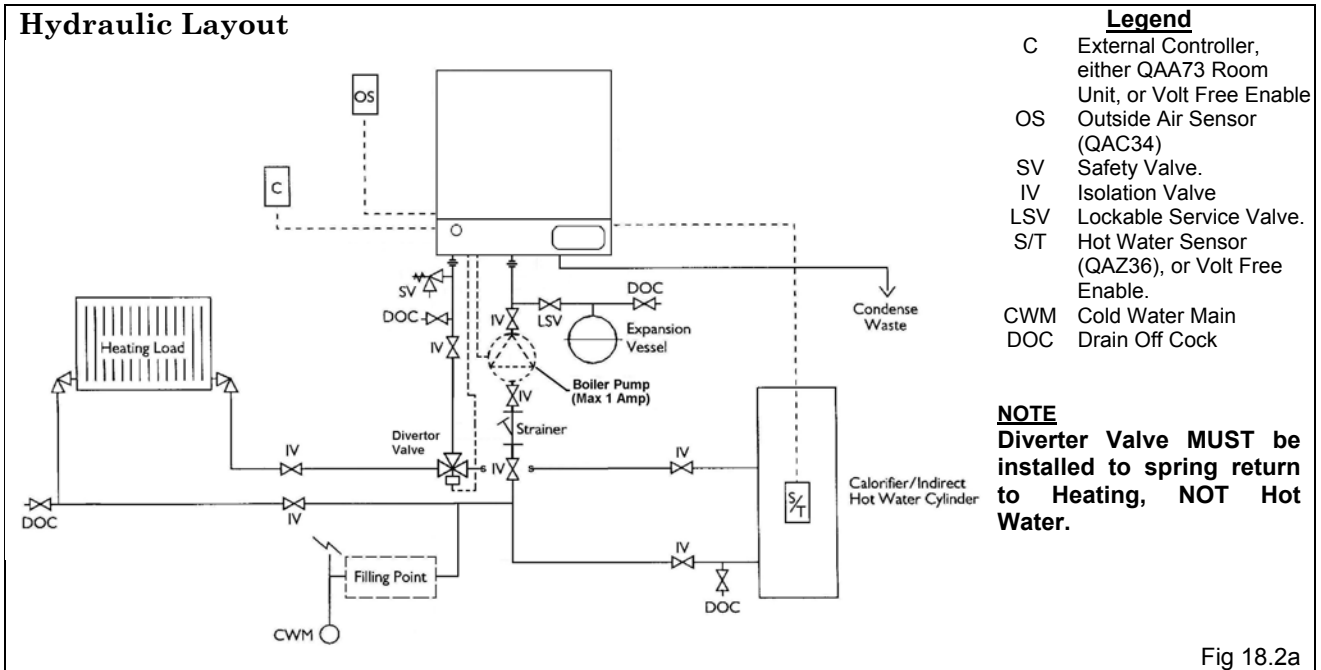 Hydraulic Layout
OS
C
SV
DOC
IV
IV
LSV
DOC
Expansion
Vessel
Condense
Waste
Heating Load
Boiler Pump
(Max 1 Amp)
IV
Strainer
Divertor
Valve
IV
s
IV
s
IV
DOC
IV
Calorifier/Indirect
Hot Water Cylinder
S/T
IV
DOC
Filling Point
CWM
Legend
C External Controller,
either QAA73 Room
Unit, or Volt Free Enable
OS Outside Air Sensor
(QAC34)
SV Safety Valve.
IV Isolation Valve
LSV Lockable Service Valve.
S/T Hot Water Sensor
(QAZ36), or Volt Free
Enable.
CWM Cold Water Main
DOC Drain Off Cock
NOTE
Diverter Valve MUST be
installed to spring return
to Heating, NOT Hot
Water.
Fig 18.2a